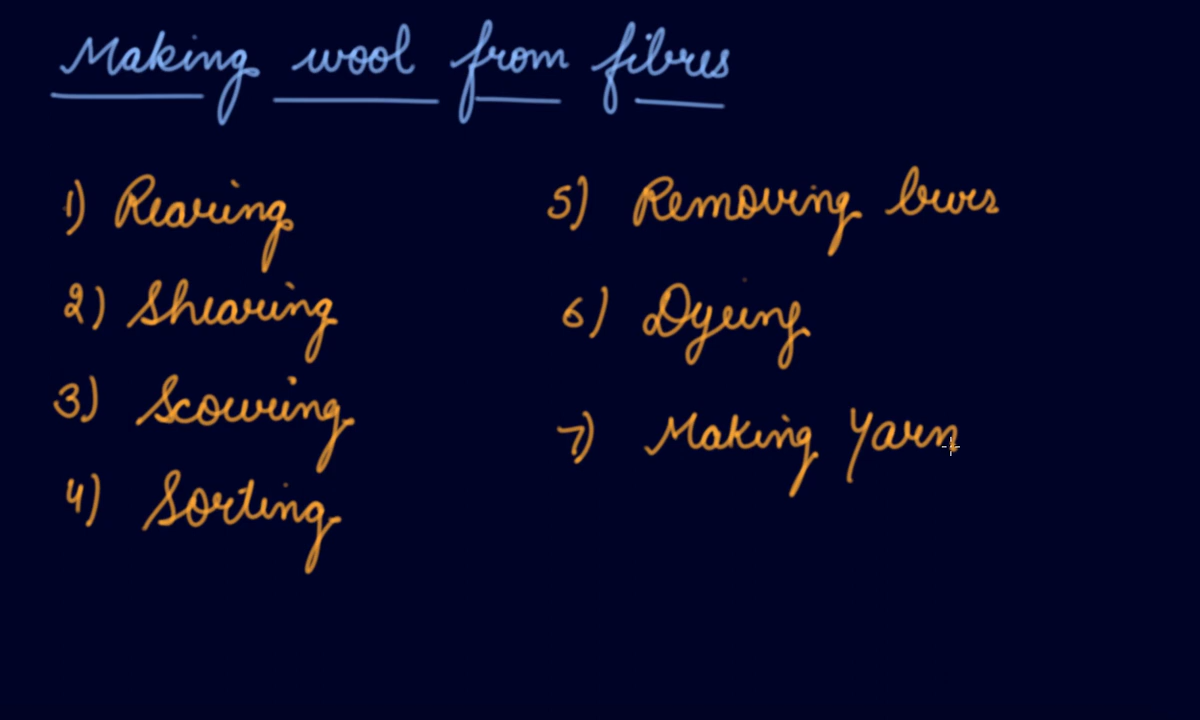 Making wool from fibres
1) Rearing
2) Shearing
3) Scouring
4) Sorting
5) Removing burs
6) Dyeing
7) Making Yarn